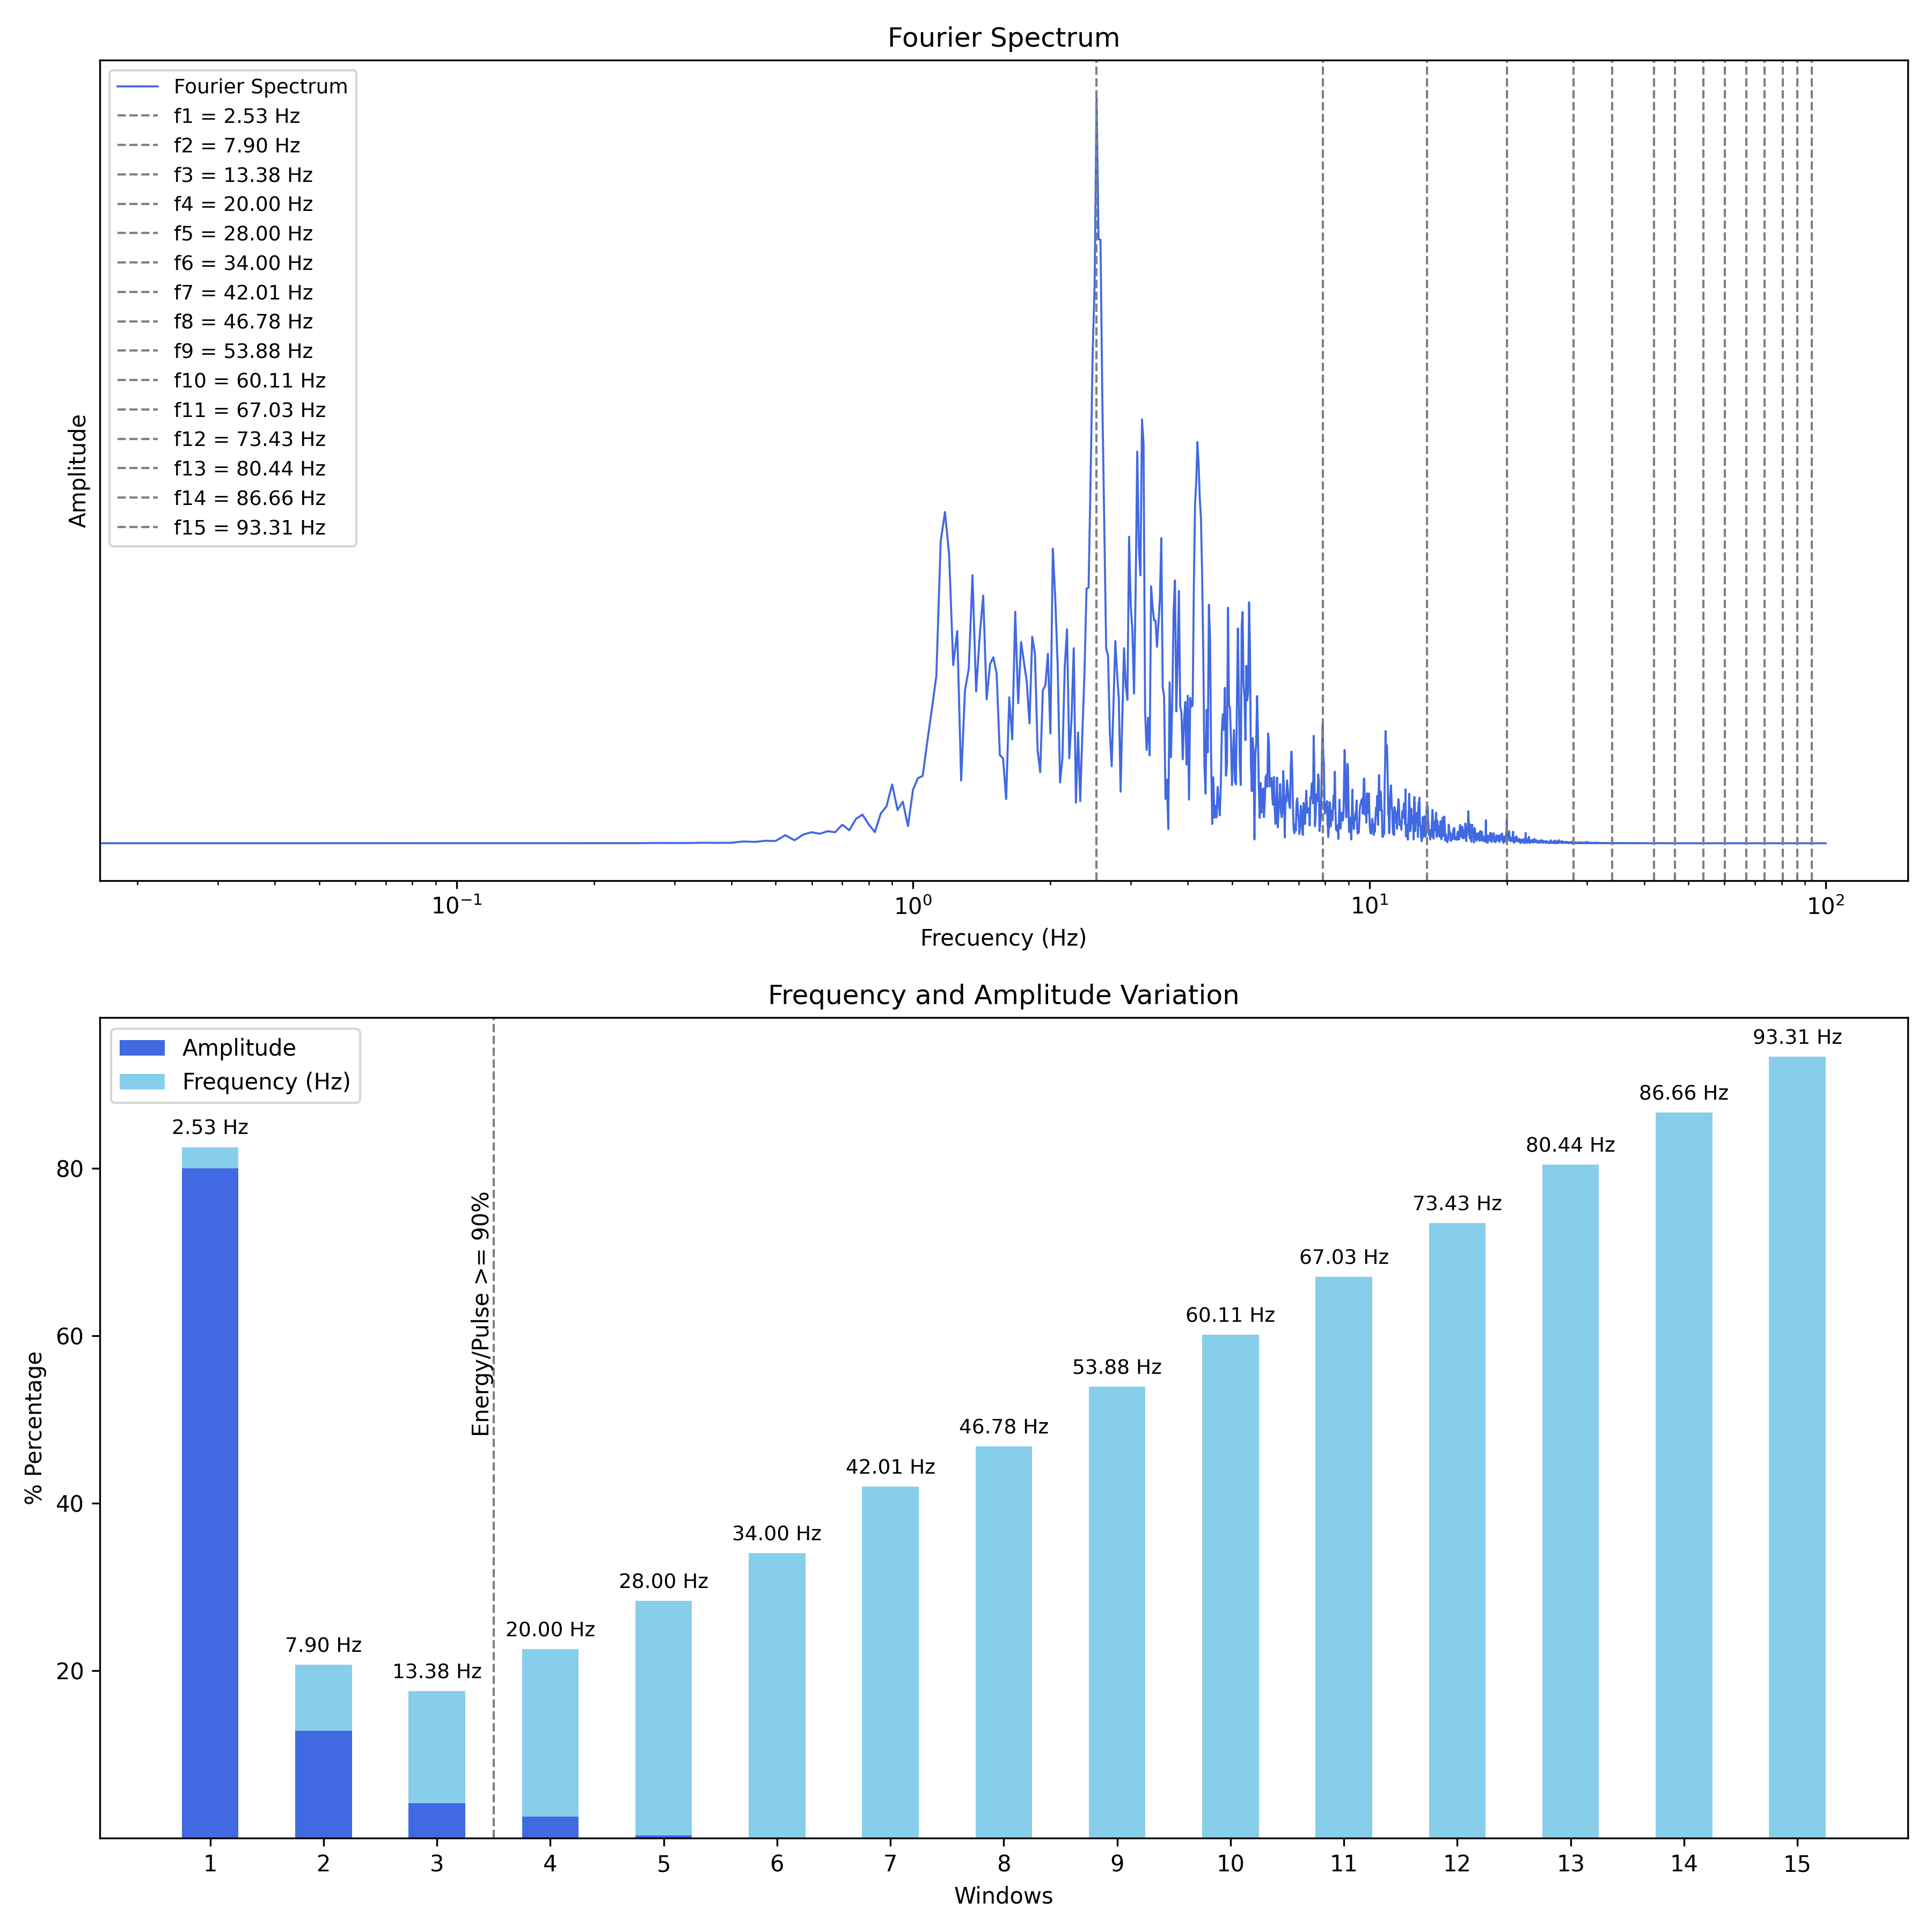 Fourier Spectrum
Fourier Spectrum
f1 = 2.53 Hz
f2 = 7.90 Hz
f3 = 13.38 Hz
f4 = 20.00 Hz
f5 = 28.00 Hz
f6 = 34.00 Hz
f7 = 42.01 Hz
f8 = 46.78 Hz
f9 = 53.88 Hz
f10 = 60.11 Hz
f11 = 67.03 Hz
f12 = 73.43 Hz
f13 = 80.44 Hz
f14 = 86.66 Hz
f15 = 93.31 Hz
Amplitude
10⁻¹ 10⁰ 10¹ 10²
Frecuency (Hz)
Frequency and Amplitude Variation
Amplitude
Frequency (Hz)
2.53 Hz
7.90 Hz
13.38 Hz
20.00 Hz
28.00 Hz
34.00 Hz
42.01 Hz
46.78 Hz
53.88 Hz
60.11 Hz
67.03 Hz
73.43 Hz
80.44 Hz
86.66 Hz
93.31 Hz
Energy/Pulse >= 90%
% Percentage
80
60
40
20
1 2 3 4 5 6 7 8 9 10 11 12 13 14 15
Windows